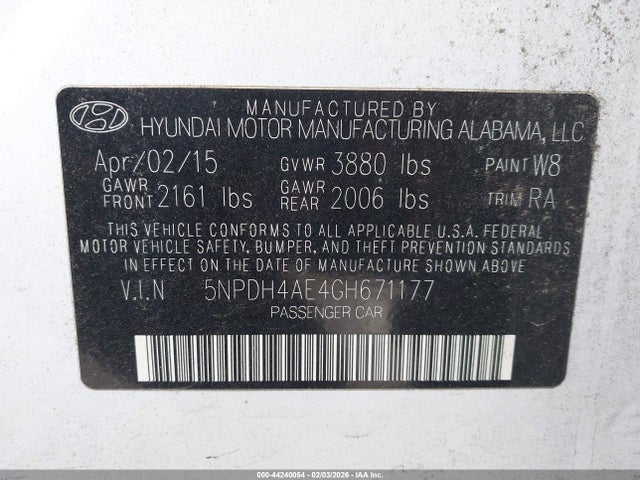 MANUFACTURED BY
HYUNDAI MOTOR MANUFACTURING ALABAMA, LLC
Apr/02/15 GVWR 3880 lbs PAINT W8
GAWR FRONT 2161 lbs GAWR REAR 2006 lbs TRIM RA
THIS VEHICLE CONFORMS TO ALL APPLICABLE U.S.A. FEDERAL
MOTOR VEHICLE SAFETY, BUMPER, AND THEFT PREVENTION STANDARDS
IN EFFECT ON THE DATE OF MANUFACTURE SHOWN ABOVE.
V.I.N 5NPDH4AE4GH671177
PASSENGER CAR
000-44240054 - 02/03/2026 - IAA Inc.